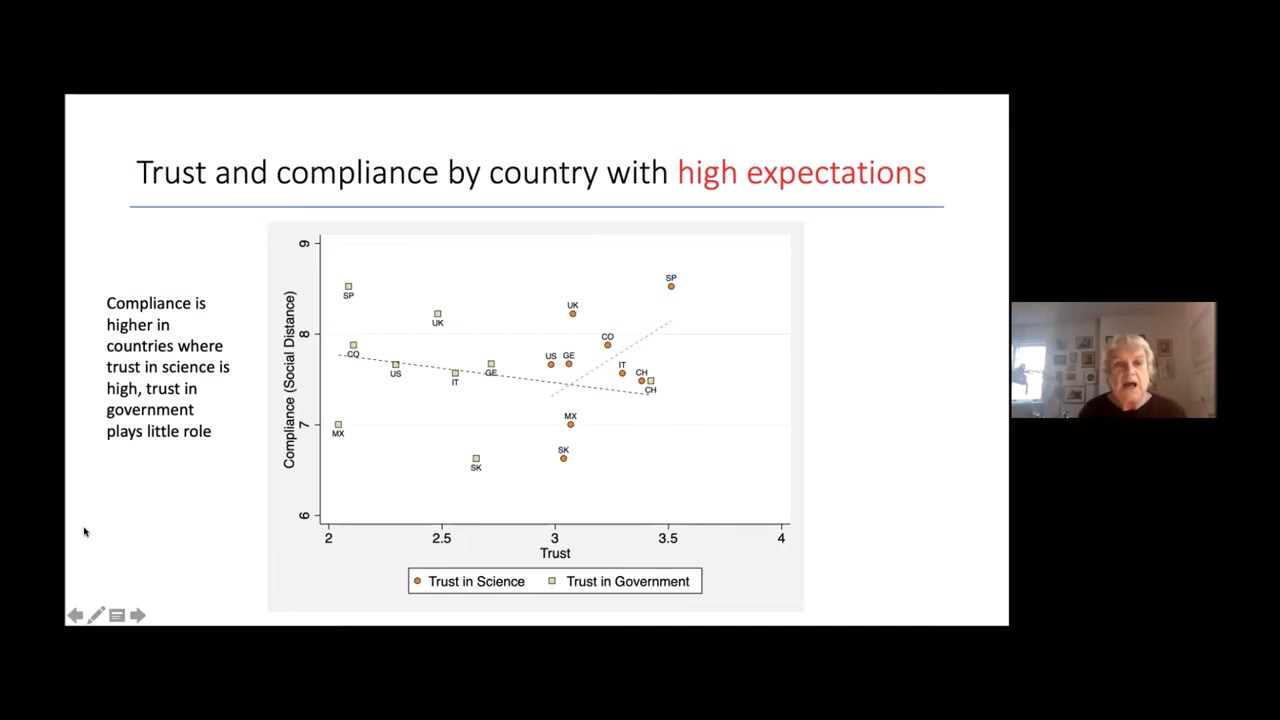 Trust and compliance by country with high expectations
Compliance is
higher in
countries where
trust in science is
high, trust in
government
plays little role
Compliance (Social Distance)
9
8
7
6
SP
SP
UK
UK
CO
CO
US
US
GE
GE
IT
IT
CH
CH
MX
MX
SK
SK
2
2.5
3
3.5
4
Trust
Trust in Science
Trust in Government